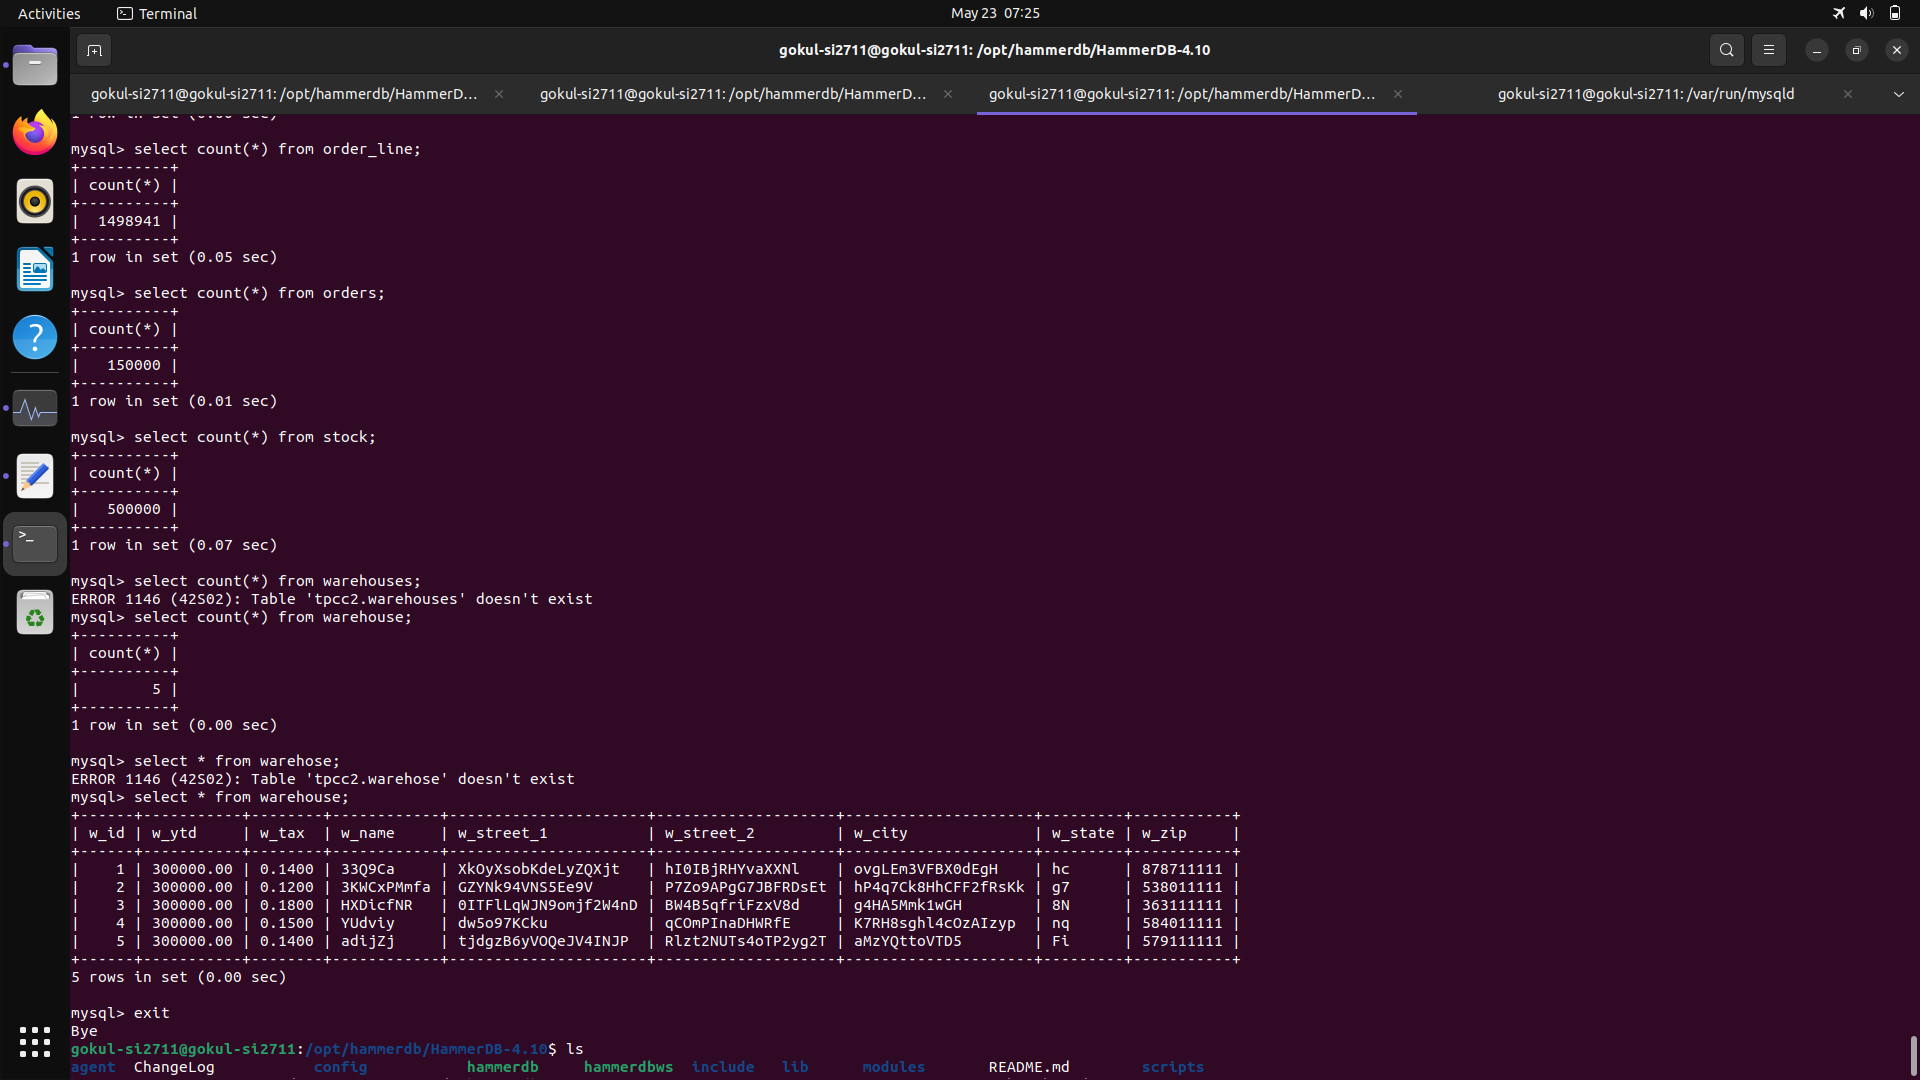 Activities Terminal May 23 07:25
gokul-si2711@gokul-si2711: /opt/hammerdb/HammerDB-4.10
gokul-si2711@gokul-si2711: /opt/hammerdb/HammerD... gokul-si2711@gokul-si2711: /opt/hammerdb/HammerD... gokul-si2711@gokul-si2711: /opt/hammerdb/HammerD... gokul-si2711@gokul-si2711: /var/run/mysqld
1 row in set (0.00 sec)
mysql> select count(*) from order_line;
+----------+
| count(*) |
+----------+
|  1498941 |
+----------+
1 row in set (0.05 sec)
mysql> select count(*) from orders;
+----------+
| count(*) |
+----------+
|   150000 |
+----------+
1 row in set (0.01 sec)
mysql> select count(*) from stock;
+----------+
| count(*) |
+----------+
|   500000 |
+----------+
1 row in set (0.07 sec)
mysql> select count(*) from warehouses;
ERROR 1146 (42S02): Table 'tpcc2.warehouses' doesn't exist
mysql> select count(*) from warehouse;
+----------+
| count(*) |
+----------+
|        5 |
+----------+
1 row in set (0.00 sec)
mysql> select * from warehose;
ERROR 1146 (42S02): Table 'tpcc2.warehose' doesn't exist
mysql> select * from warehouse;
+------+-----------+--------+------------+----------------------+--------------------+---------------------+---------+-----------+
| w_id | w_ytd     | w_tax  | w_name     | w_street_1           | w_street_2         | w_city              | w_state | w_zip     |
+------+-----------+--------+------------+----------------------+--------------------+---------------------+---------+-----------+
|    1 | 300000.00 | 0.1400 | 33Q9Ca     | XkOyXsobKdeLyZQXjt   | hI0IBjRHYvaXXNl    | ovgLEm3VFBX0dEgH    | hc      | 878711111 |
|    2 | 300000.00 | 0.1200 | 3KWCxPMmfa | GZYNk94VNS5Ee9V      | P7Zo9APgG7JBFRDsEt | hP4q7Ck8HhCFF2fRsKk | g7      | 538011111 |
|    3 | 300000.00 | 0.1800 | HXDicfNR   | 0ITFlLqWJN9omjf2W4nD | BW4B5qfriFzxV8d    | g4HA5Mmk1wGH        | 8N      | 363111111 |
|    4 | 300000.00 | 0.1500 | YUdviy     | dw5o97KCku           | qCOmPInaDHWRfE     | K7RH8sghl4cOzAIzyp  | nq      | 584011111 |
|    5 | 300000.00 | 0.1400 | adijZj     | tjdgzB6yVOQeJV4INJP  | Rlzt2NUTs4oTP2yg2T | aMzYQttoVTD5        | Fi      | 579111111 |
+------+-----------+--------+------------+----------------------+--------------------+---------------------+---------+-----------+
5 rows in set (0.00 sec)
mysql> exit
Bye
gokul-si2711@gokul-si2711:/opt/hammerdb/HammerDB-4.10$ ls
agent  ChangeLog           config           hammerdb     hammerdbws  include   lib      modules       README.md        scripts